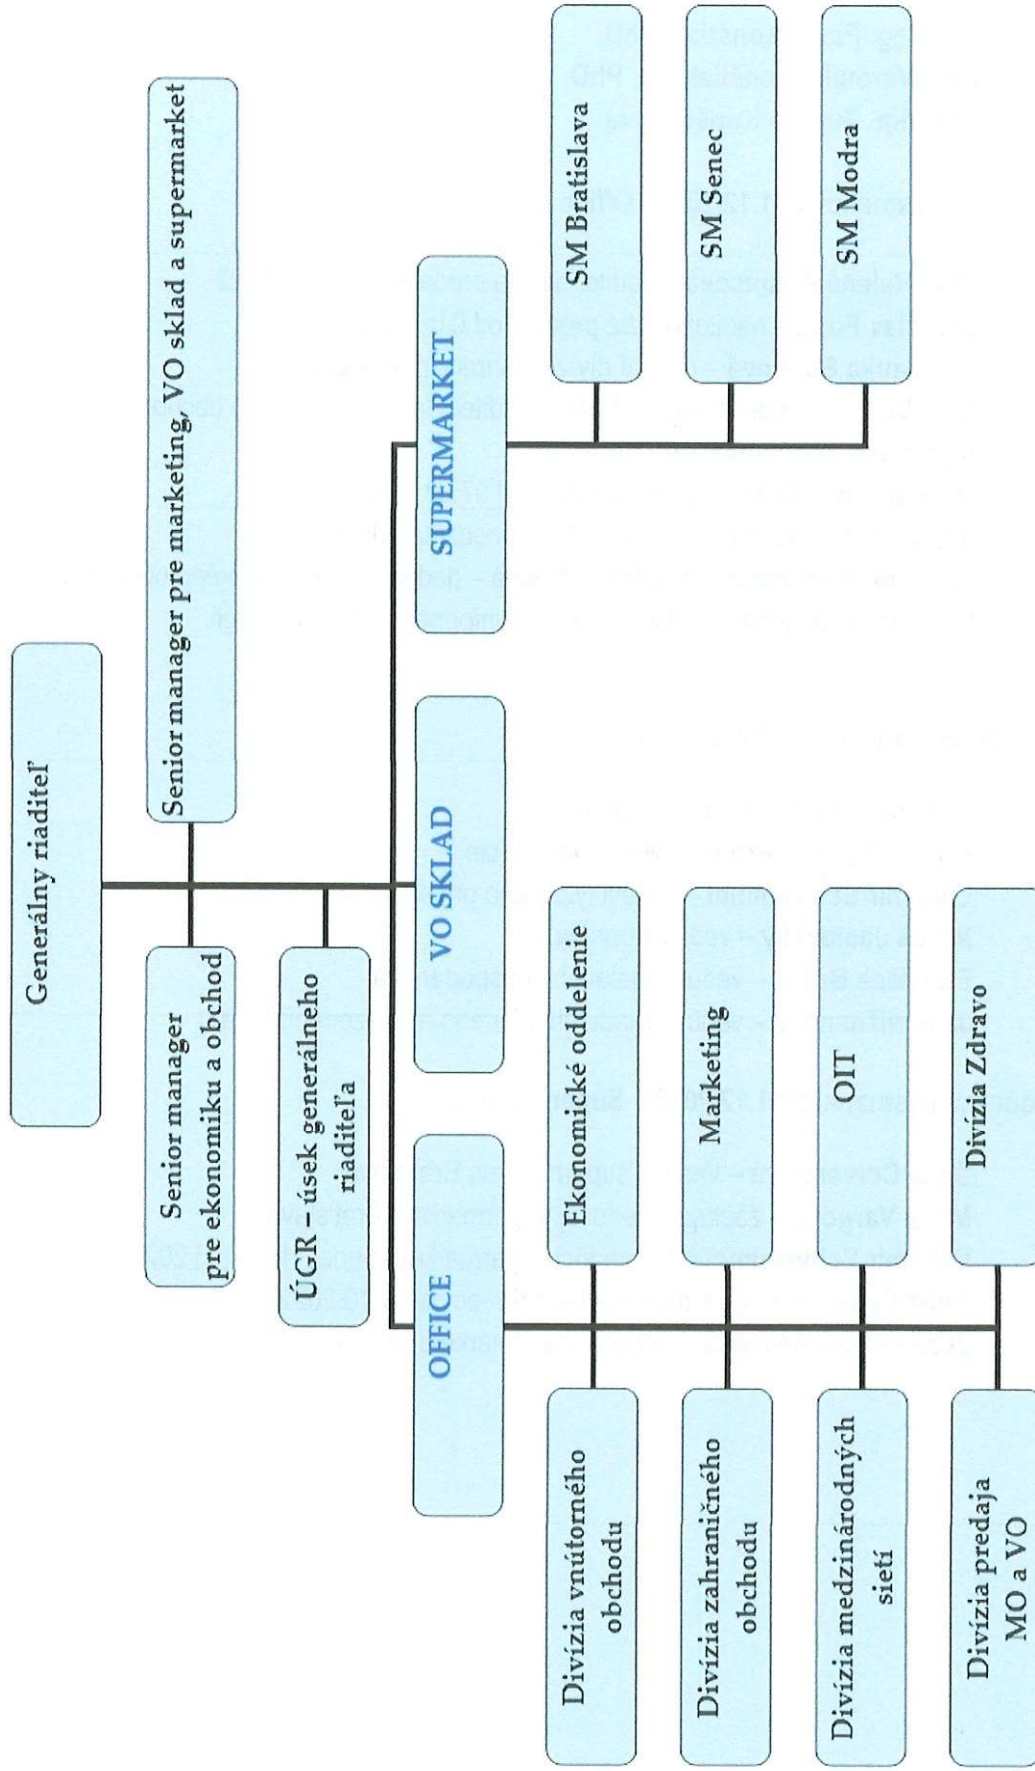 Generálny riaditeľ
Senior manager
pre ekonomiku a obchod
Senior manager pre marketing, VO sklad a supermarket
ÚGR – úsek generálneho
riaditeľa
OFFICE
VO SKLAD
SUPERMARKET
Divízia vnútorného
obchodu
Ekonomické oddelenie
Divízia zahraničného
obchodu
Marketing
Divízia medzinárodných
sietí
OIT
Divízia predaja
MO a VO
Divízia Zdravo
SM Bratislava
SM Senec
SM Modra